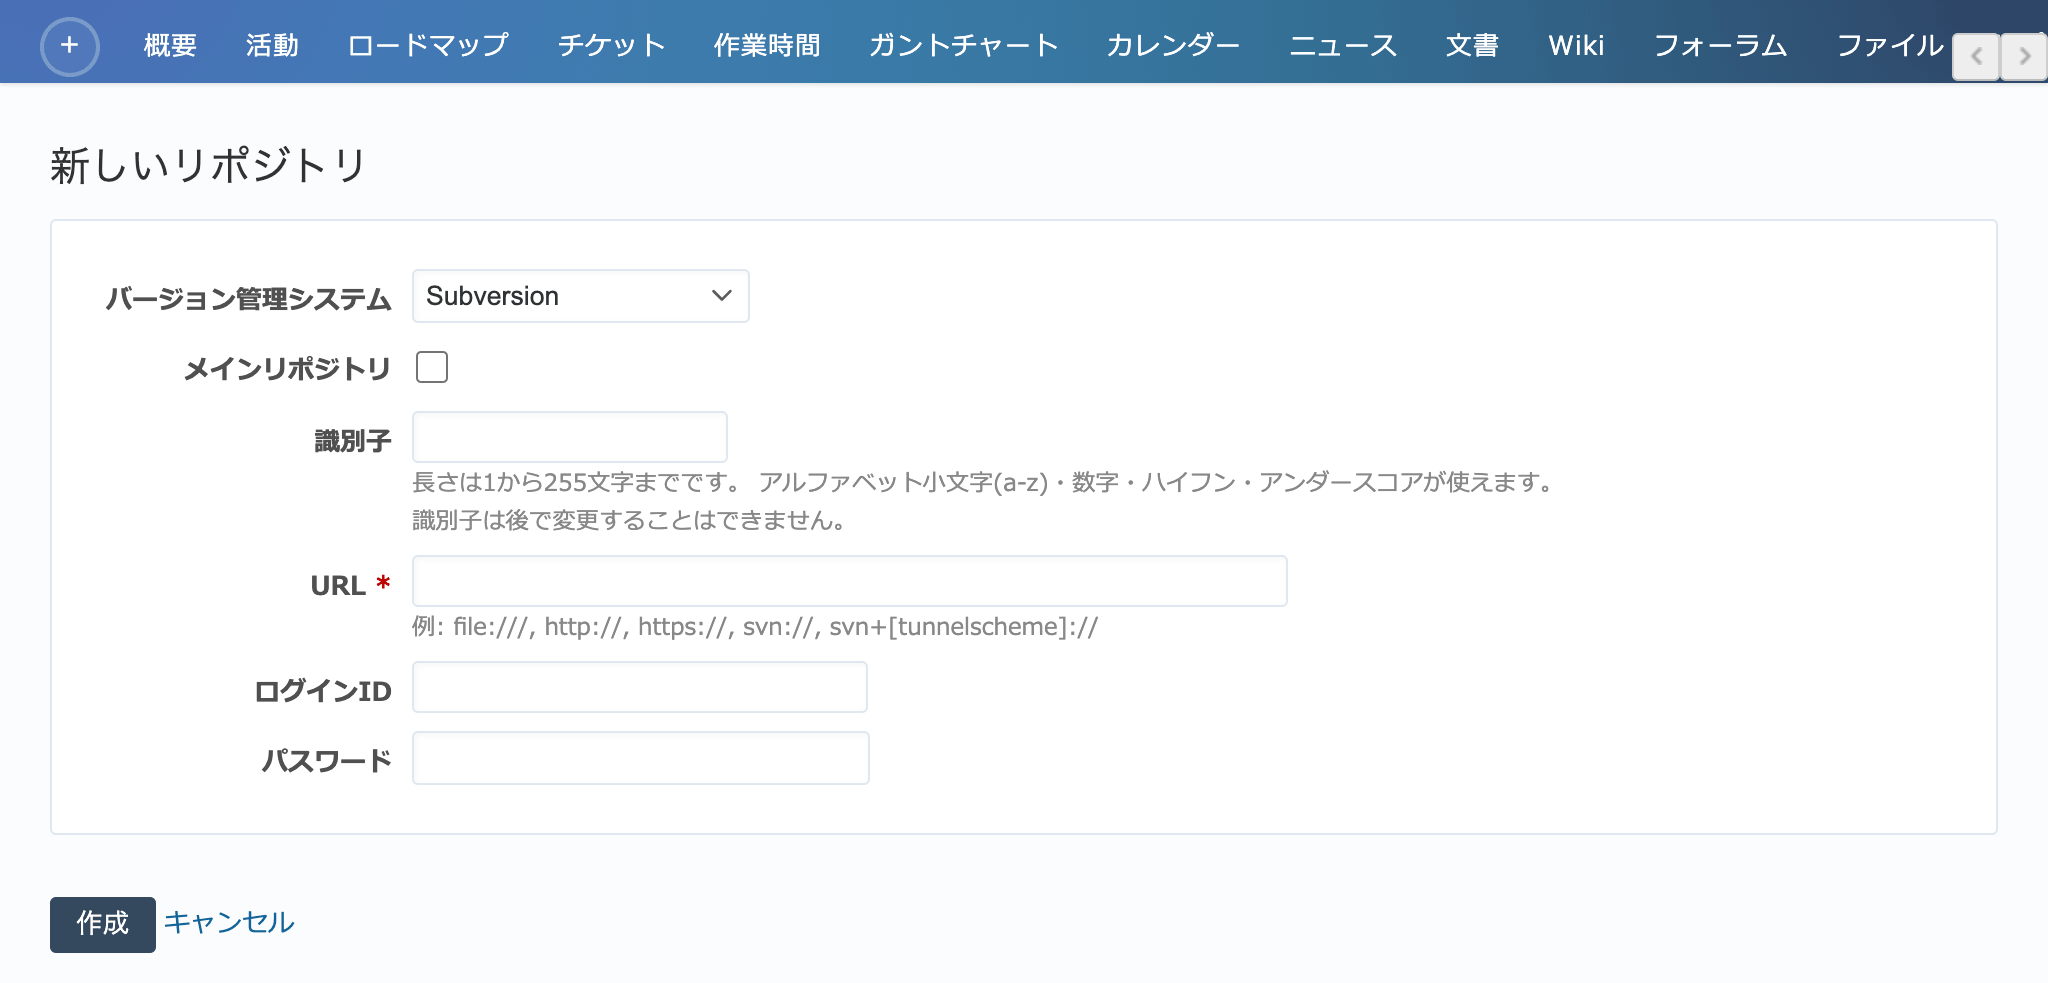 + 概要 活動 ロードマップ チケット 作業時間 ガントチャート カレンダー ニュース 文書 Wiki フォーラム ファイル
新しいリポジトリ
バージョン管理システム Subversion
メインリポジトリ
識別子
長さは1から255文字までです。 アルファベット小文字(a-z)・数字・ハイフン・アンダースコアが使えます。
識別子は後で変更することはできません。
URL *
例: file:///, http://, https://, svn://, svn+[tunnelscheme]://
ログインID
パスワード
作成 キャンセル